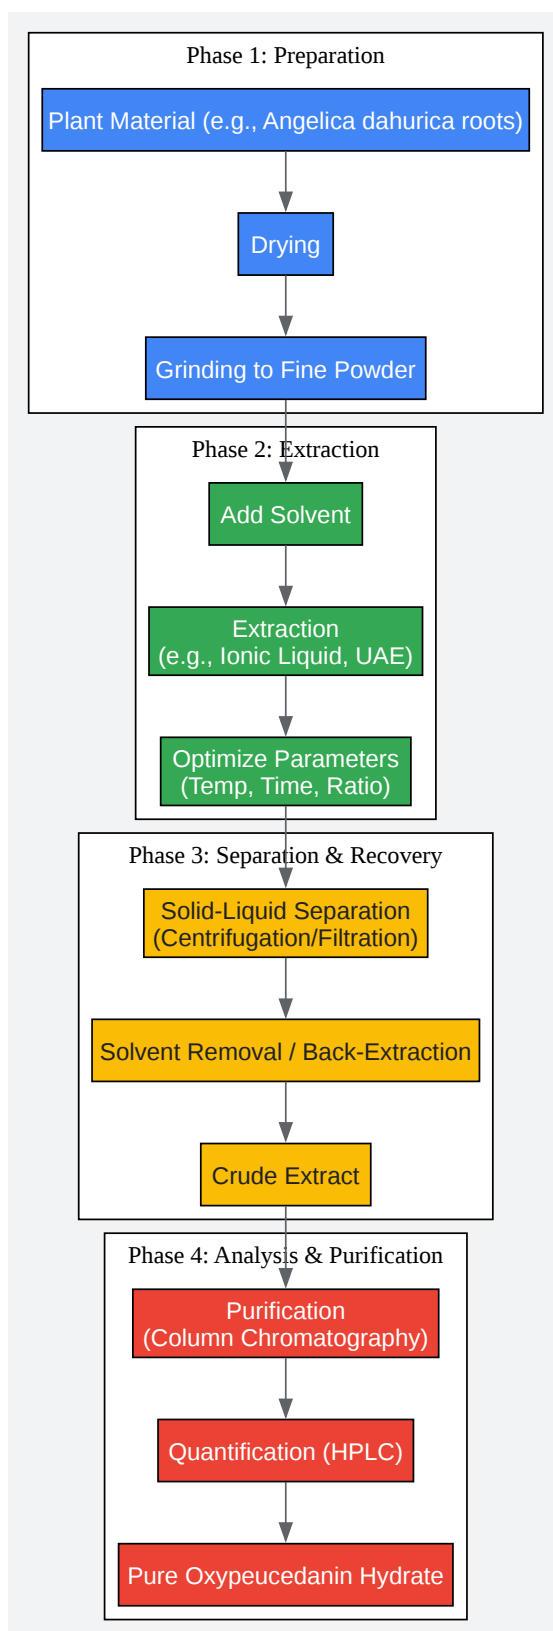 Phase 1: Preparation
Plant Material (e.g., Angelica dahurica roots)
Drying
Grinding to Fine Powder
Phase 2: Extraction
Add Solvent
Extraction
(e.g., Ionic Liquid, UAE)
Optimize Parameters
(Temp, Time, Ratio)
Phase 3: Separation & Recovery
Solid-Liquid Separation
(Centrifugation/Filtration)
Solvent Removal / Back-Extraction
Crude Extract
Phase 4: Analysis & Purification
Purification
(Column Chromatography)
Quantification (HPLC)
Pure Oxypeucedanin Hydrate